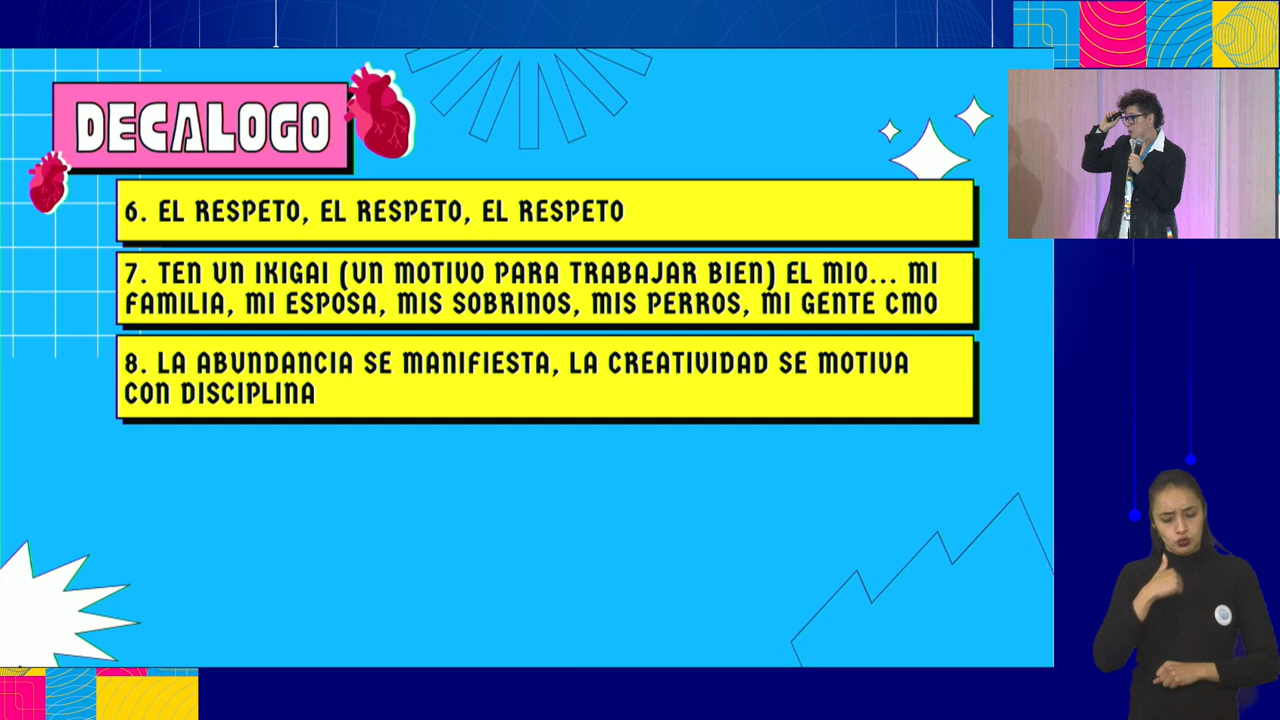 DECALOGO
6. EL RESPETO, EL RESPETO, EL RESPETO
7. TEN UN IKIGAI (UN MOTIVO PARA TRABAJAR BIEN) EL MIO... MI
FAMILIA, MI ESPOSA, MIS SOBRINOS, MIS PERROS, MI GENTE CMO
8. LA ABUNDANCIA SE MANIFIESTA, LA CREATIVIDAD SE MOTIVA
CON DISCIPLINA